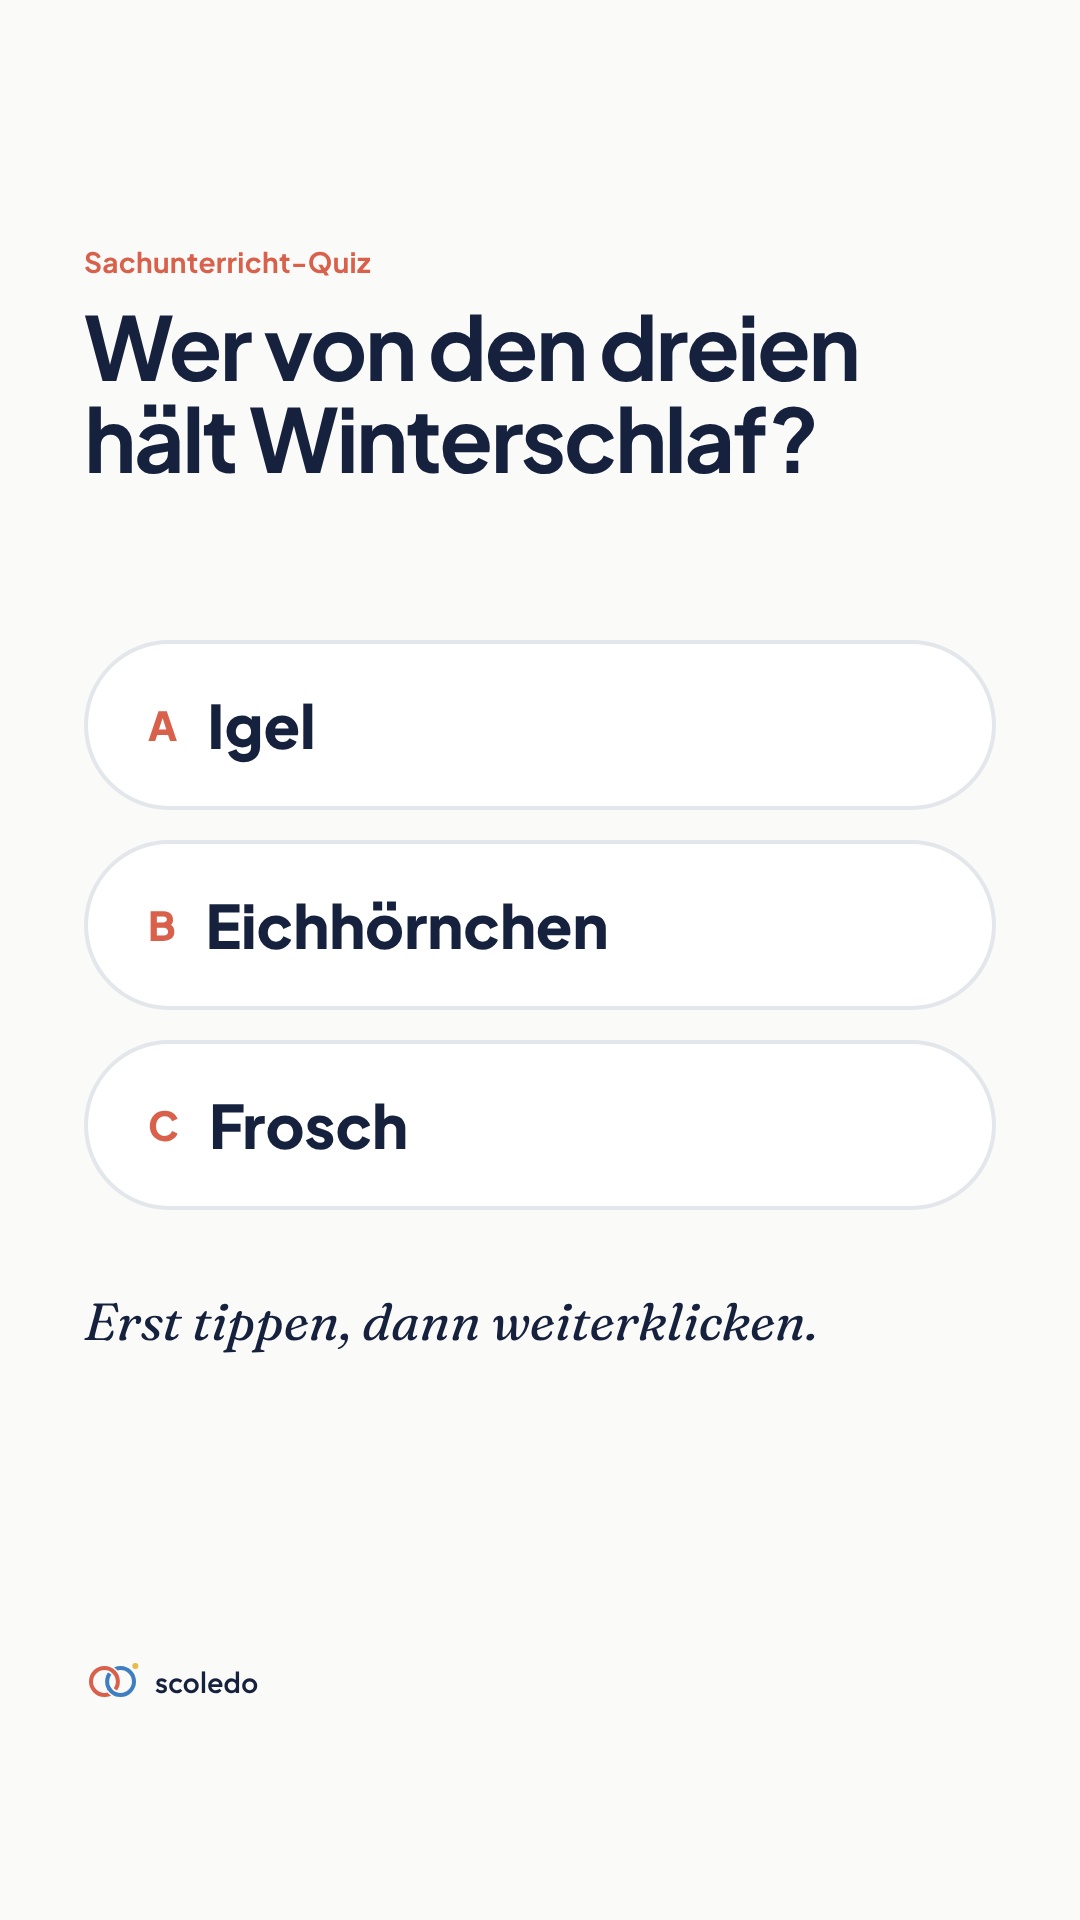 Sachunterricht-Quiz
Wer von den dreien
hält Winterschlaf?
A Igel
B Eichhörnchen
C Frosch
Erst tippen, dann weiterklicken.
scoledo